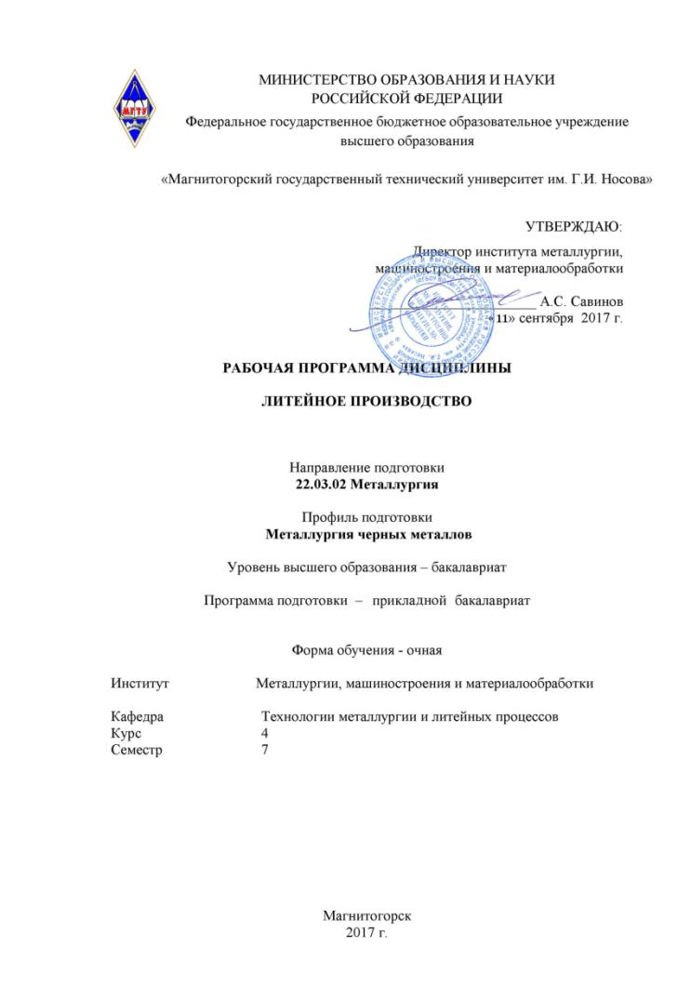 МИНИСТЕРСТВО ОБРАЗОВАНИЯ И НАУКИ
РОССИЙСКОЙ ФЕДЕРАЦИИ
Федеральное государственное бюджетное образовательное учреждение
высшего образования
МГТУ
«Магнитогорский государственный технический университет им. Г.И. Носова»
УТВЕРЖДАЮ:
Директор института металлургии,
машиностроения и материалообработки
А.С. Савинов
«11» сентября 2017 г.
РАБОЧАЯ ПРОГРАММА ДИСЦИПЛИНЫ
ЛИТЕЙНОЕ ПРОИЗВОДСТВО
Направление подготовки
22.03.02 Металлургия
Профиль подготовки
Металлургия черных металлов
Уровень высшего образования – бакалавриат
Программа подготовки – прикладной бакалавриат
Форма обучения - очная
Институт Металлургии, машиностроения и материалообработки
Кафедра Технологии металлургии и литейных процессов
Курс 4
Семестр 7
Магнитогорск
2017 г.